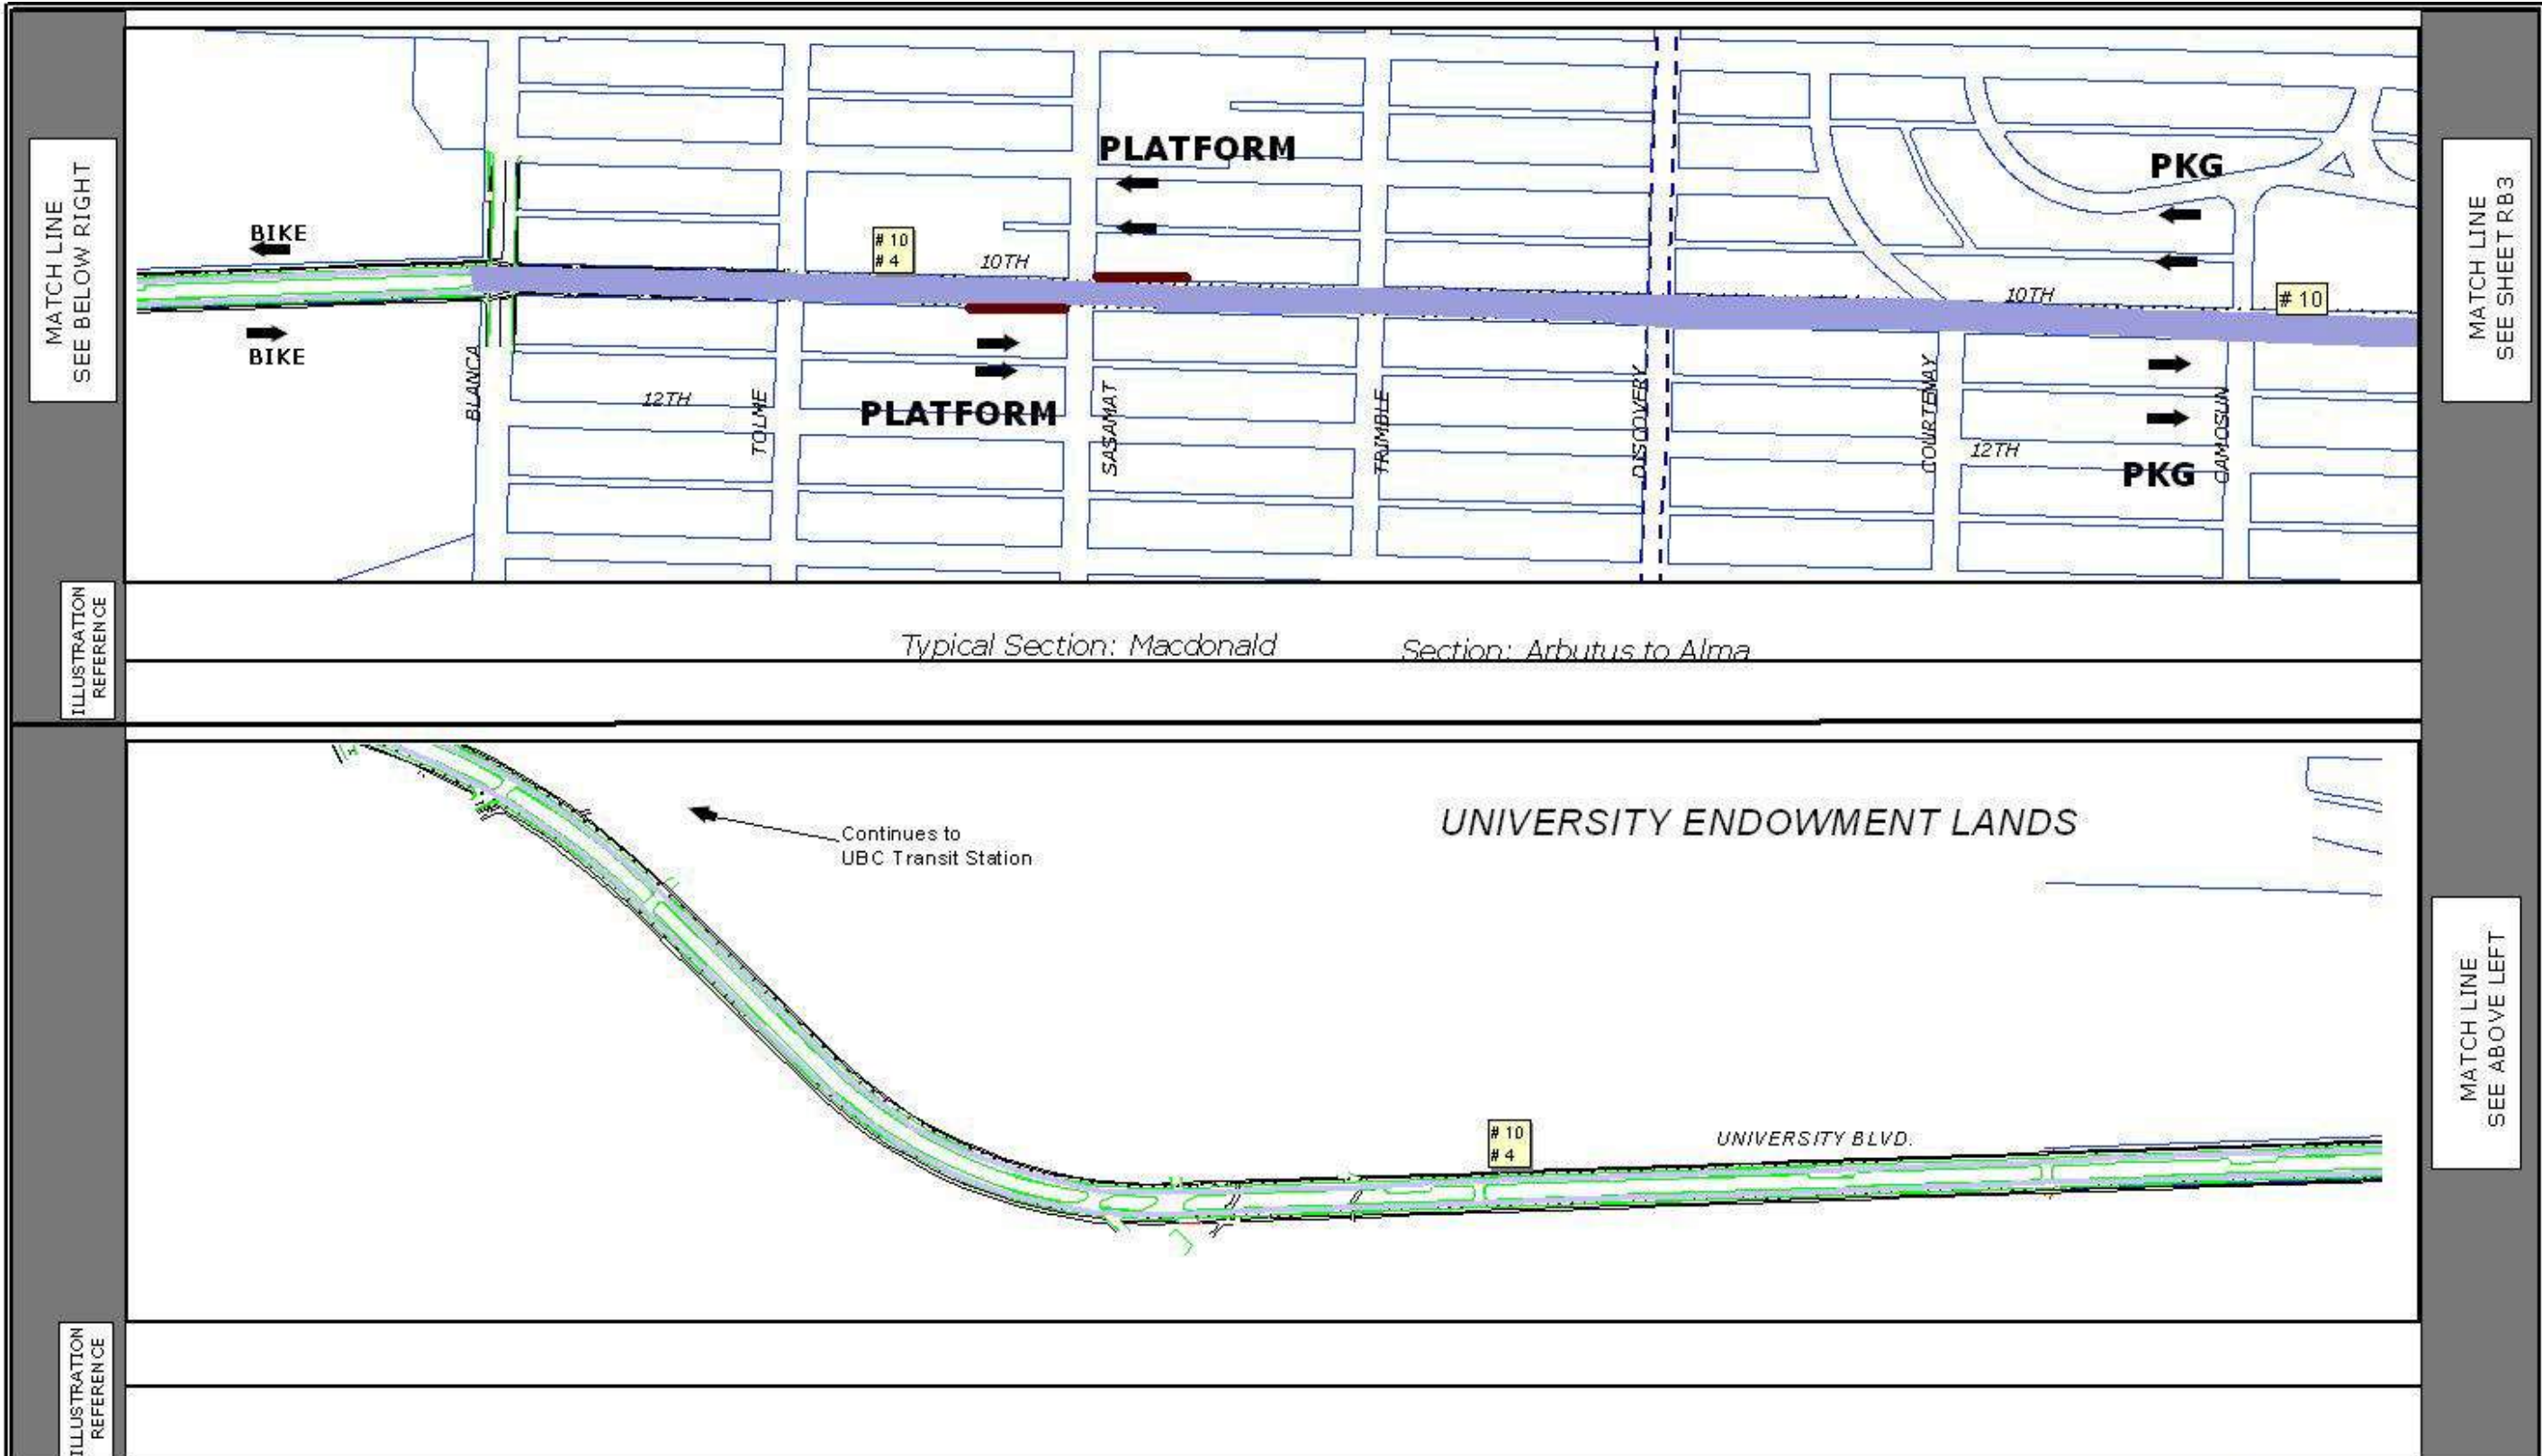 MATCH LINE
SEE BELOW RIGHT
BIKE
BIKE
PLATFORM
# 10
# 4
10TH
PLATFORM
BLANCA
12TH
TOLME
SASAMAT
TRIMBLE
DISCOVERY
COURTENAY
CAMOSUN
PKG
10TH
# 10
12TH
PKG
MATCH LINE
SEE SHEET RB3
ILLUSTRATION
REFERENCE
Typical Section: Macdonald
Section: Arbutus to Alma
Continues to
UBC Transit Station
UNIVERSITY ENDOWMENT LANDS
# 10
# 4
UNIVERSITY BLVD.
MATCH LINE
SEE ABOVE LEFT
ILLUSTRATION
REFERENCE